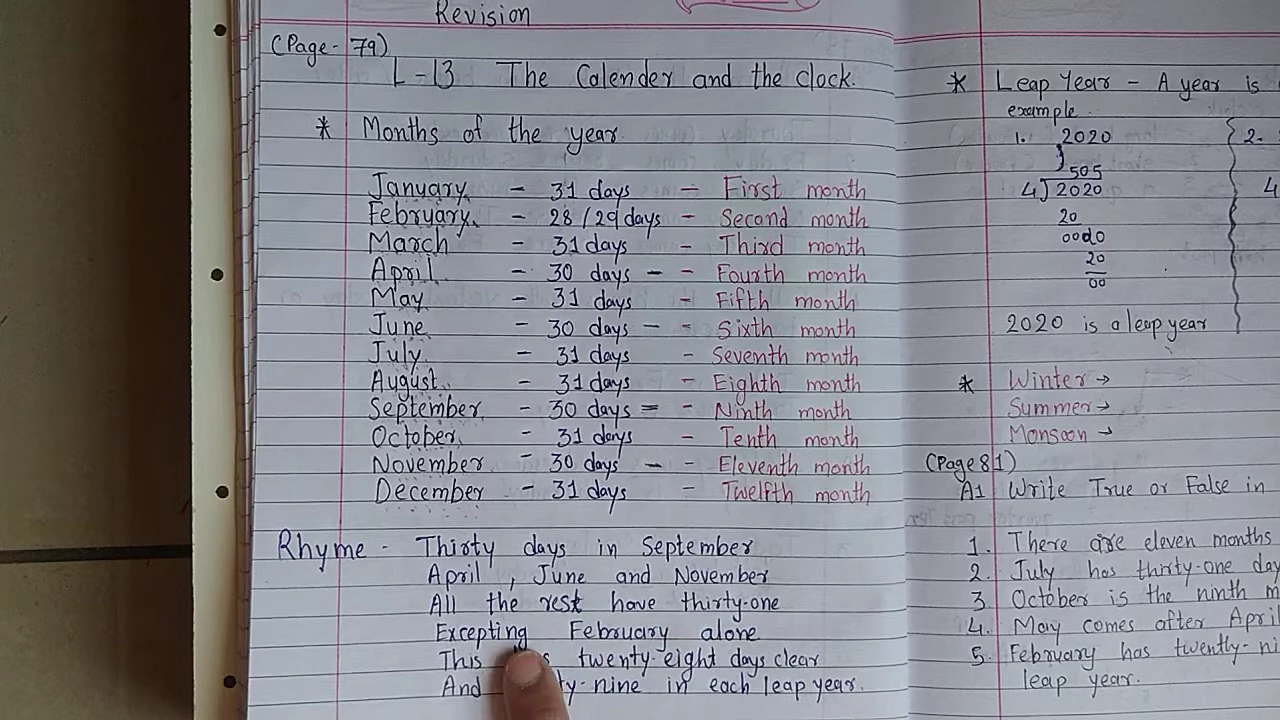 Revision
(Page- 79)
L-13 The Calender and the clock.
* Months of the year
January - 31 days - First month
February - 28/29 days - Second month
March - 31 days - Third month
April - 30 days - - Fourth month
May - 31 days - Fifth month
June - 30 days - - Sixth month
July - 31 days - Seventh month
August - 31 days - Eighth month
September - 30 days = - Ninth month
October - 31 days - Tenth month
November - 30 days - - Eleventh month
December - 31 days - Twelfth month
Rhyme - Thirty days in September
April, June and November
All the rest have thirty-one
Excepting February alone
This twenty-eight days clear
And ty-nine in each leap year.
* Leap Year - A year is
example
1. 2020 2.
505
4)2020 4
20
0020
20
00
2020 is a leap year
* Winter →
Summer →
Monsoon →
(Page 81)
A1 Write True or False in
1. There are eleven months
2. July has thirty-one day
3. October is the ninth m
4. May comes after April
5. February has twently-ni
leap year.